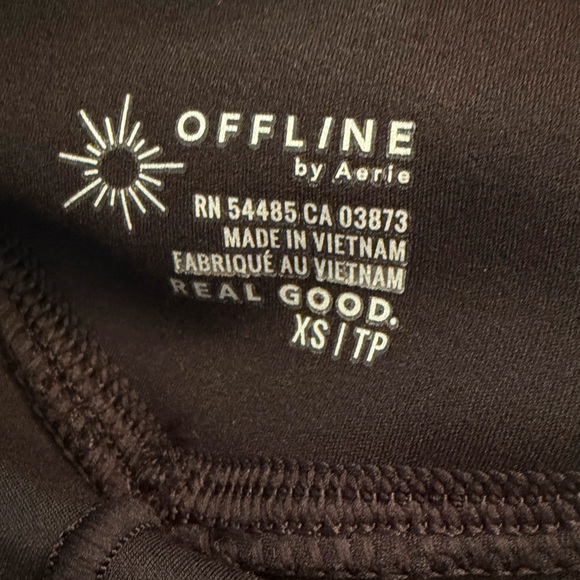 OFFLINE
by Aerie
RN 54485 CA 03873
MADE IN VIETNAM
FABRIQUÉ AU VIETNAM
REAL GOOD.
XS | TP